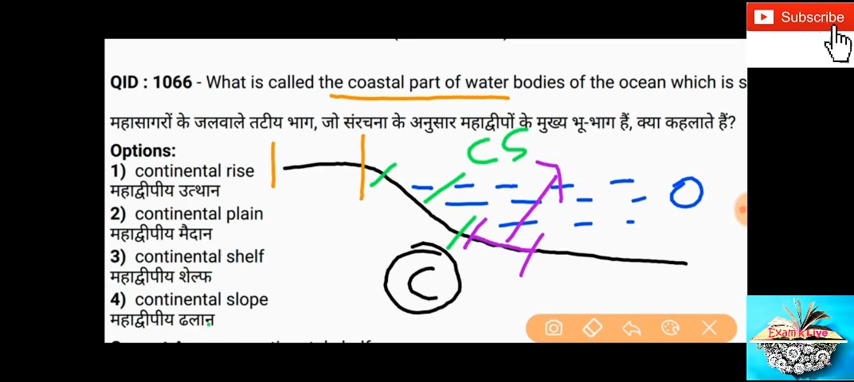 Subscribe
QID : 1066 - What is called the coastal part of water bodies of the ocean which is s
महासागरों के जलवाले तटीय भाग, जो संरचना के अनुसार महाद्वीपों के मुख्य भू-भाग हैं, क्या कहलाते हैं?
Options:
1) continental rise
महाद्वीपीय उत्थान
2) continental plain
महाद्वीपीय मैदान
3) continental shelf
महाद्वीपीय शेल्फ
4) continental slope
महाद्वीपीय ढलान
CS
O
C
Exam k Live